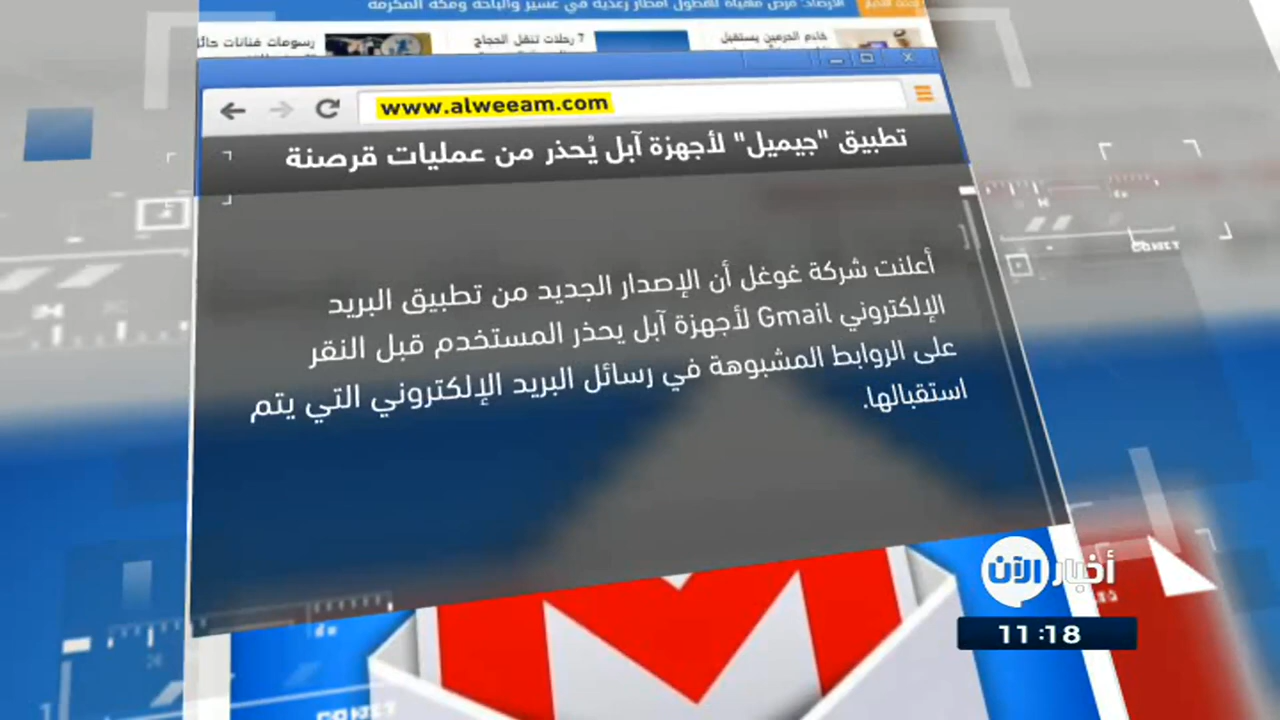 الأرصاد: فرص مهيأة لهطول أمطار رعدية في عسير والباحة ومكة المكرمة
خادم الحرمين يستقبل
7 رحلات تنقل الحجاج
رسومات فنانات
www.alweeam.com
تطبيق "جيميل" لأجهزة آبل يُحذر من عمليات قرصنة
أعلنت شركة غوغل أن الإصدار الجديد من تطبيق البريد
الإلكتروني Gmail لأجهزة آبل يحذر المستخدم قبل النقر
على الروابط المشبوهة في رسائل البريد الإلكتروني التي يتم
استقبالها.
أخبار الآن
11:18